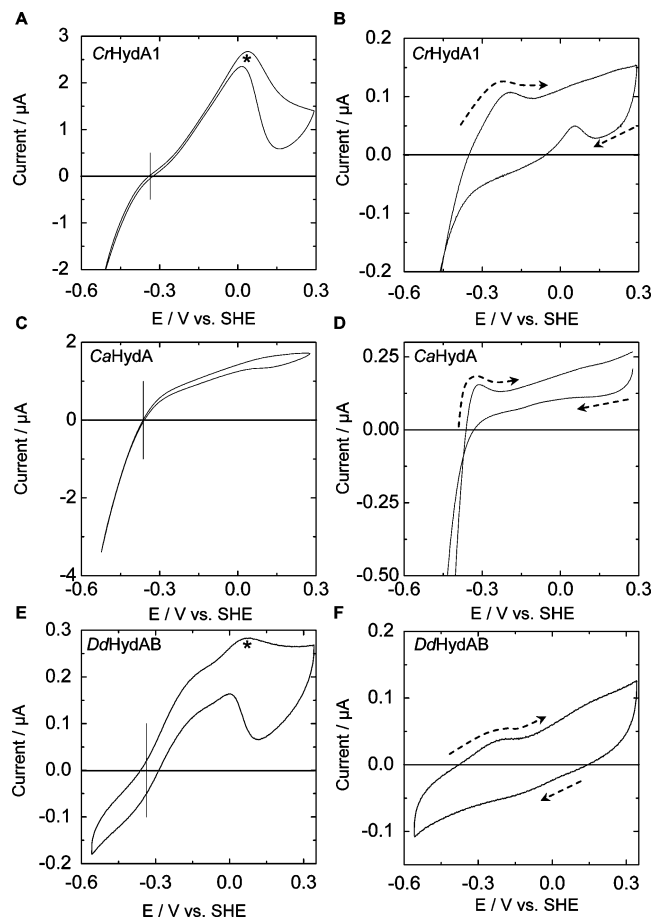 A
CrHydA1
*
Current / µA
3
2
1
0
-1
-2
-0.6
-0.3
0.0
0.3
E / V vs. SHE
B
CrHydA1
Current / µA
0.2
0.1
0.0
-0.1
-0.2
-0.6
-0.3
0.0
0.3
E / V vs. SHE
C
CaHydA
Current / µA
2
0
-2
-4
-0.6
-0.3
0.0
0.3
E / V vs. SHE
D
CaHydA
Current / µA
0.25
0.00
-0.25
-0.50
-0.6
-0.3
0.0
0.3
E / V vs. SHE
E
DdHydAB
*
Current / µA
0.3
0.2
0.1
0.0
-0.1
-0.2
-0.6
-0.3
0.0
0.3
E / V vs. SHE
F
DdHydAB
Current / µA
0.2
0.1
0.0
-0.1
-0.6
-0.3
0.0
0.3
E / V vs. SHE